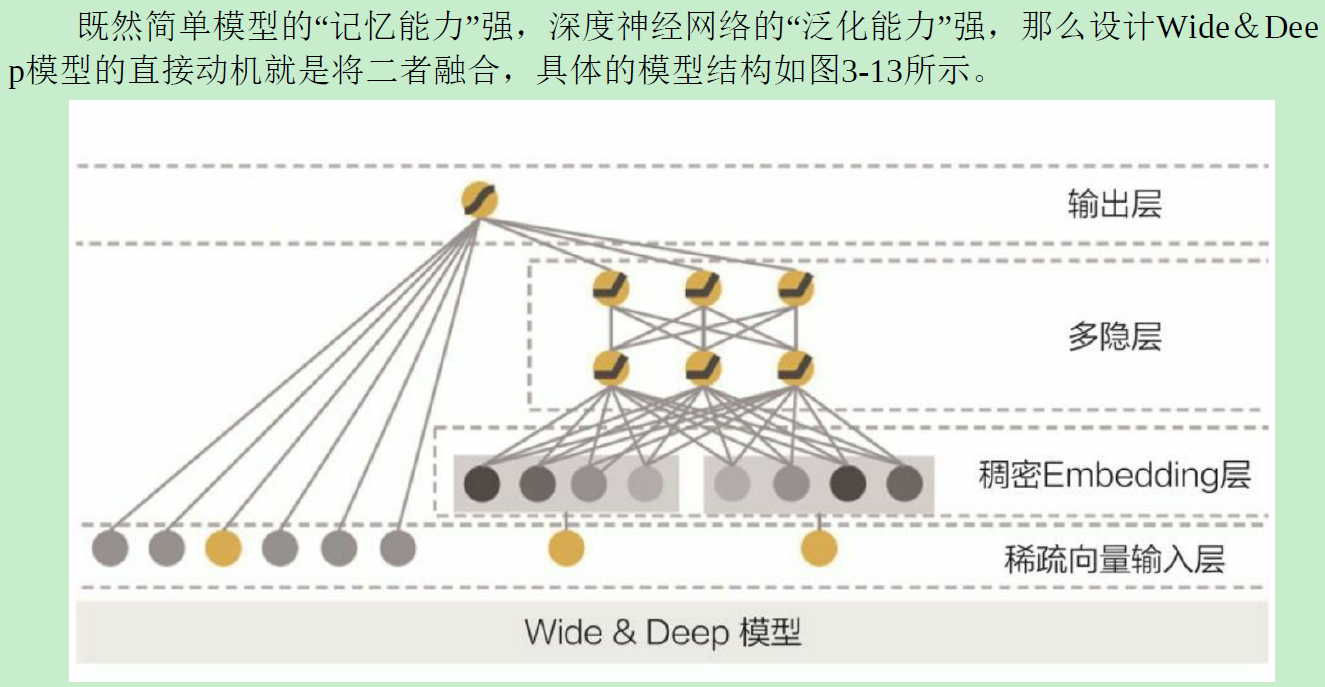 既然简单模型的“记忆能力”强，深度神经网络的“泛化能力”强，那么设计Wide＆Dee
p模型的直接动机就是将二者融合，具体的模型结构如图3-13所示。
输出层
多隐层
稠密Embedding层
稀疏向量输入层
Wide & Deep 模型